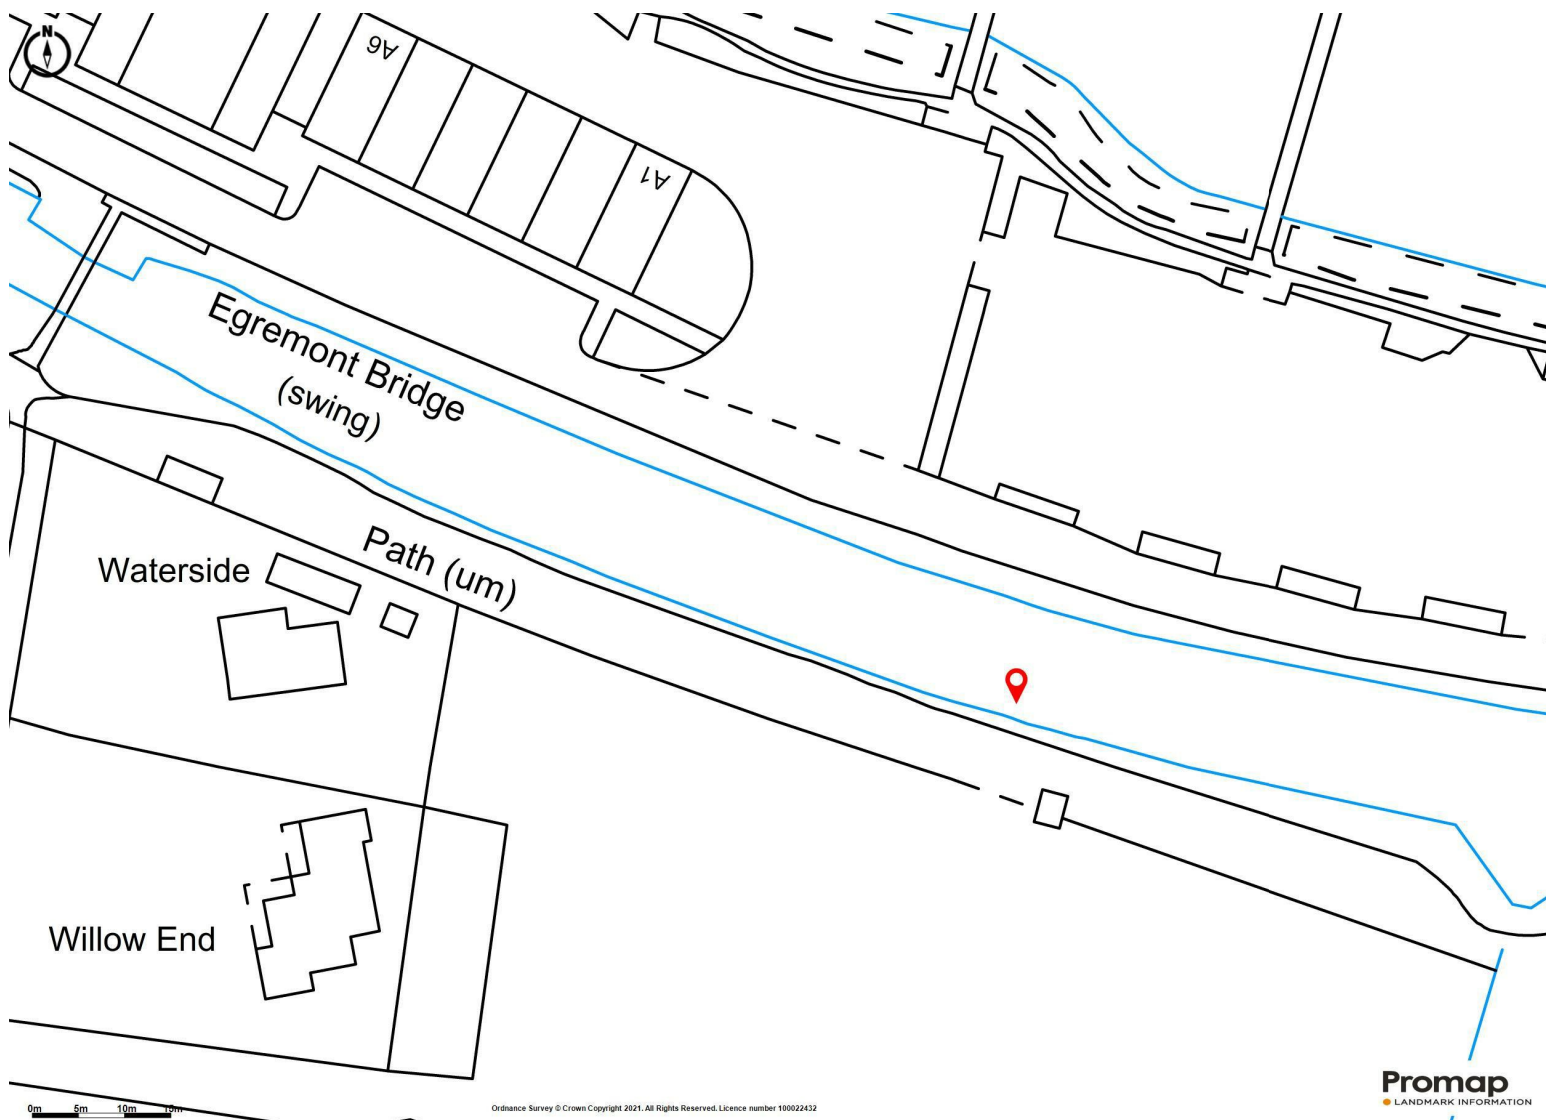 N
A6
A1
Egremont Bridge
(swing)
Path (um)
Waterside
Willow End
0m 5m 10m 15m
Ordnance Survey © Crown Copyright 2021. All Rights Reserved. Licence number 100022432
Promap
LANDMARK INFORMATION